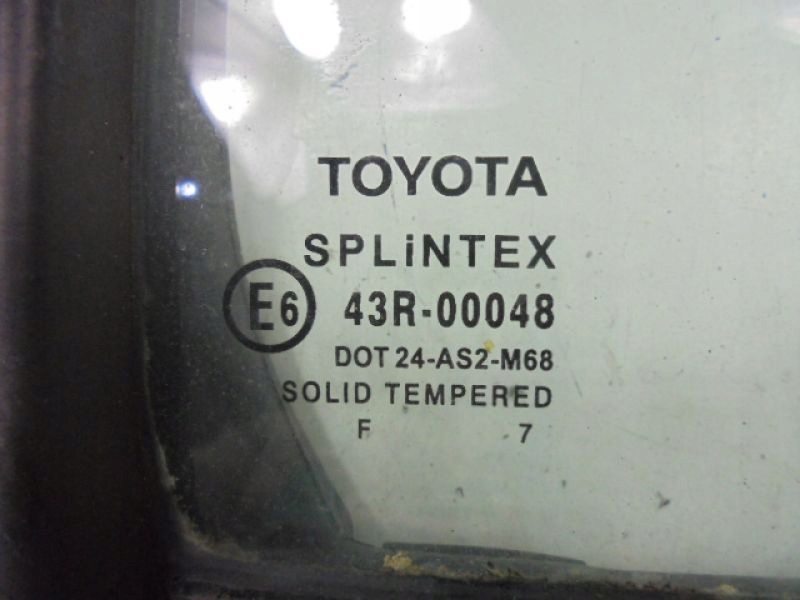 TOYOTA
SPLiNTEX
E6 43R-00048
DOT 24-AS2-M68
SOLID TEMPERED
F 7